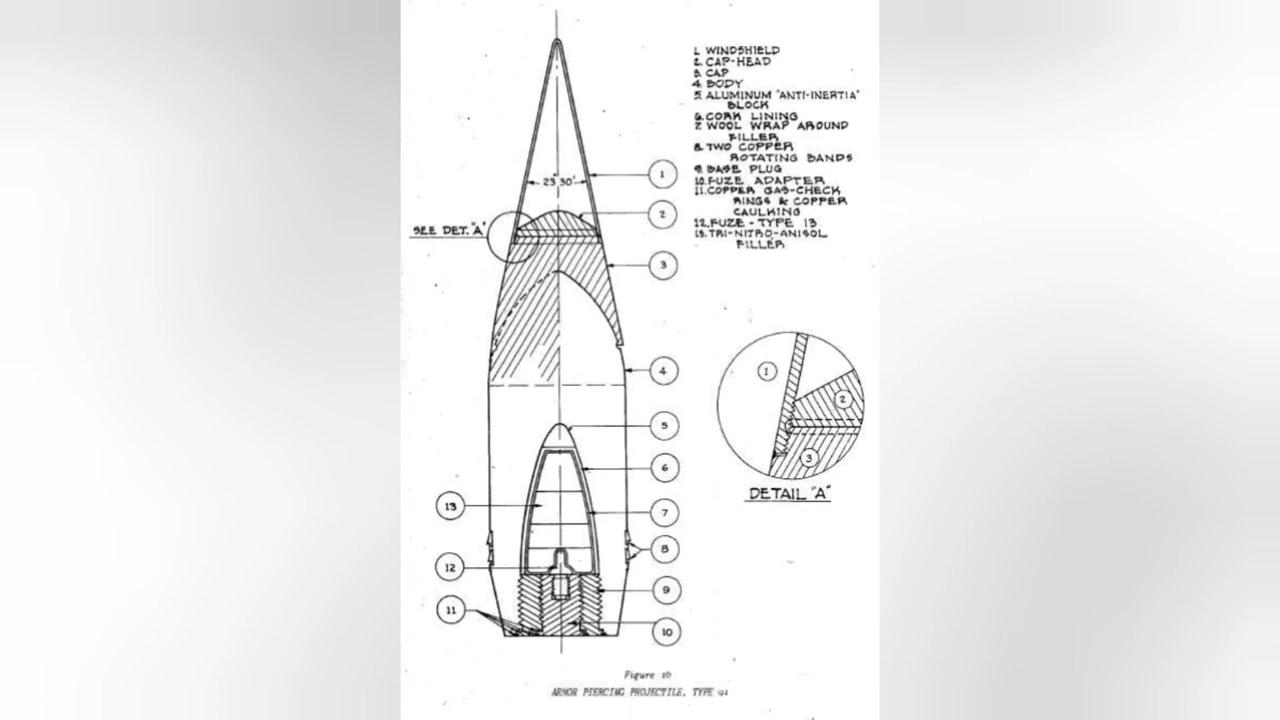 1. WINDSHIELD
2. CAP-HEAD
3. CAP
4. BODY
5. ALUMINUM "ANTI-INERTIA"
BLOCK
6. CORK LINING
7. WOOL WRAP AROUND
FILLER
8. TWO COPPER
ROTATING BANDS
9. BASE PLUG
10. FUZE ADAPTER
11. COPPER GAS-CHECK
RINGS & COPPER
CAULKING
12. FUZE - TYPE 13
13. TRI-NITRO-ANISOL
FILLER
23 30'
1
2
SEE DET. "A"
3
4
5
6
13
7
8
12
9
11
10
1
2
3
DETAIL "A"
Figure 10
ARMOR PIERCING PROJECTILE, TYPE 91